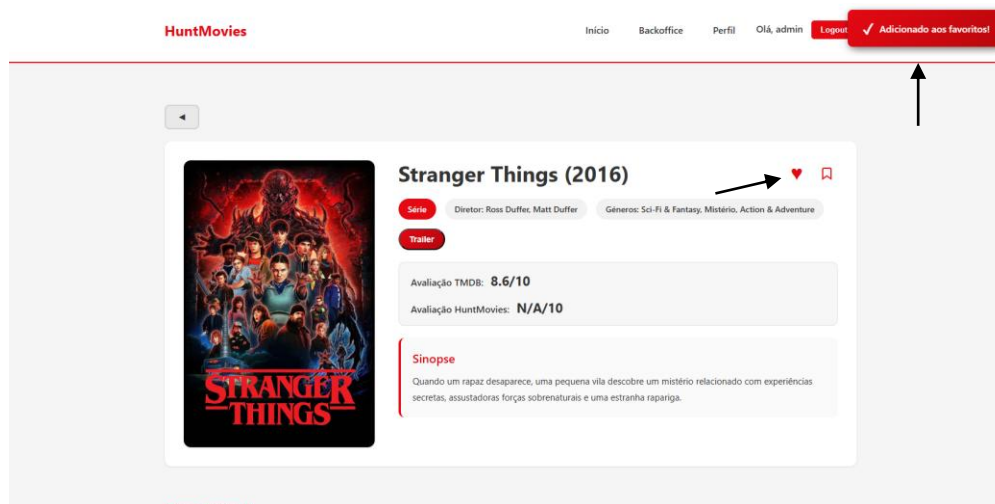 HuntMovies
Início Backoffice Perfil Olá, admin Logout
✓ Adicionado aos favoritos!
◄
Stranger Things (2016)
Série Diretor: Ross Duffer, Matt Duffer Géneros: Sci-Fi & Fantasy, Mistério, Action & Adventure
Trailer
Avaliação TMDB: 8.6/10
Avaliação HuntMovies: N/A/10
Sinopse
Quando um rapaz desaparece, uma pequena vila descobre um mistério relacionado com experiências
secretas, assustadoras forças sobrenaturais e uma estranha rapariga.
STRANGER
THINGS